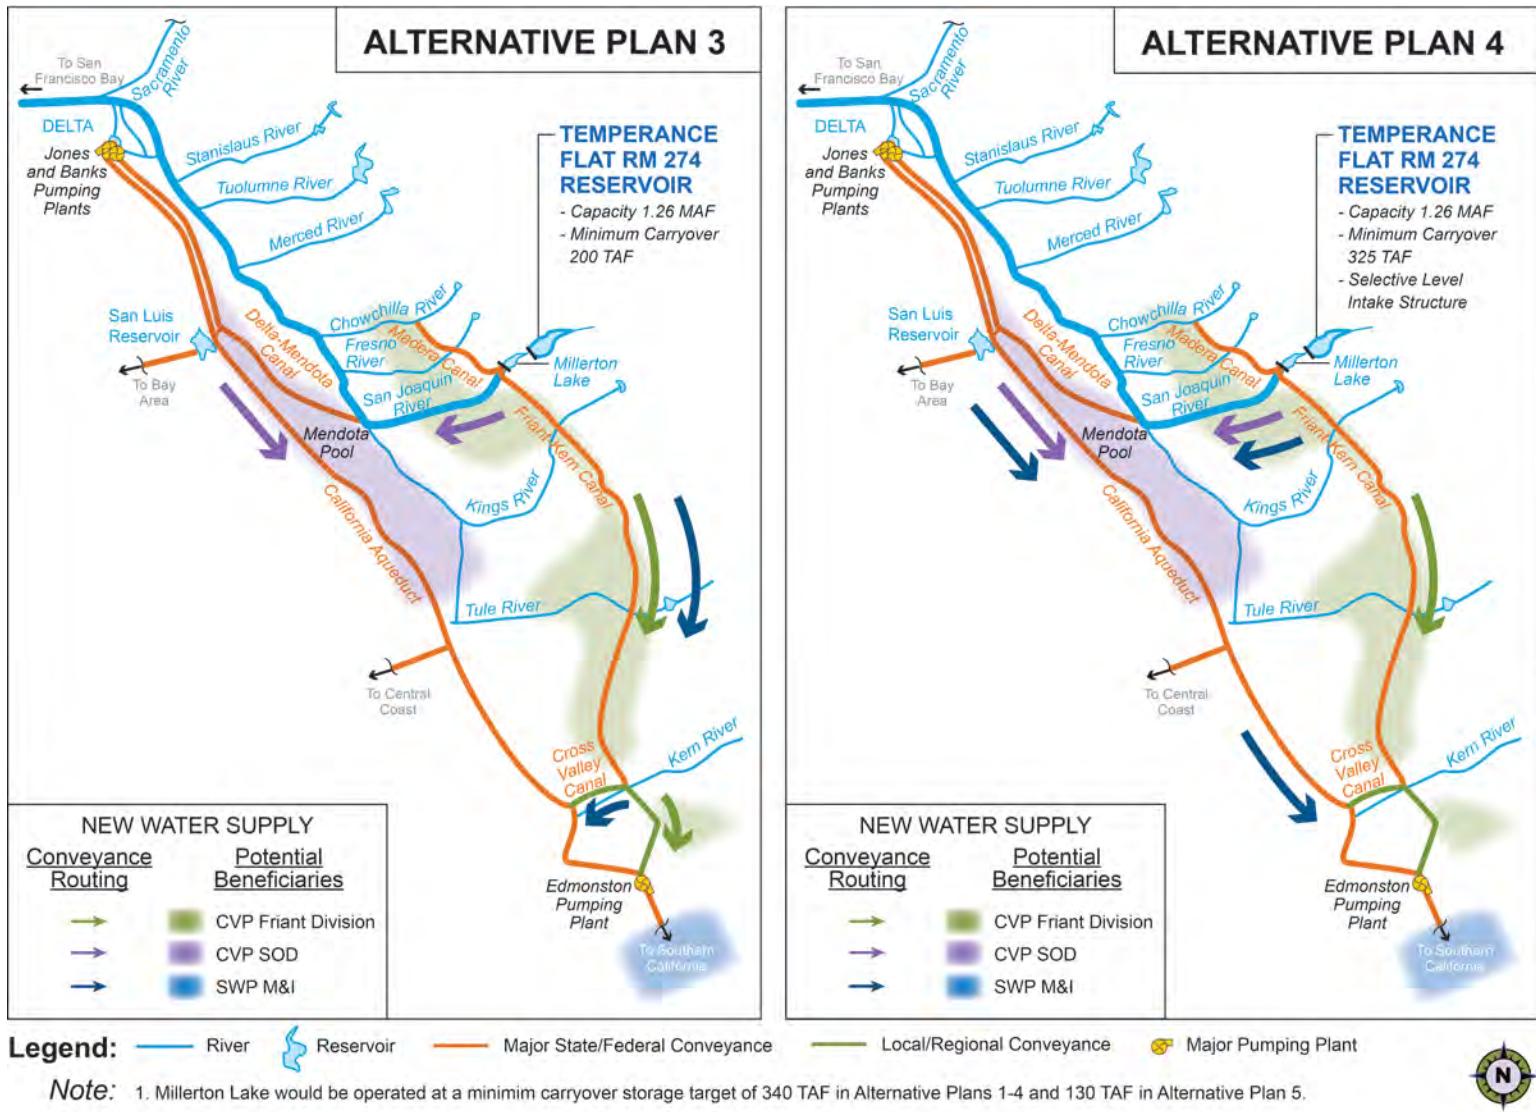 ALTERNATIVE PLAN 3
To San
Francisco Bay
Sacramento
River
DELTA
Jones
and Banks
Pumping
Plants
Stanislaus River
Tuolumne River
Merced River
TEMPERANCE
FLAT RM 274
RESERVOIR
- Capacity 1.26 MAF
- Minimum Carryover
200 TAF
San Luis
Reservoir
To Bay
Area
Delta-Mendota
Canal
Chowchilla River
Fresno
River
Madera Canal
San Joaquin
River
Millerton
Lake
Friant-Kern Canal
Mendota
Pool
Kings River
California Aqueduct
Tule River
To Central
Coast
Cross
Valley
Canal
Kern River
Edmonston
Pumping
Plant
To Southern
California
NEW WATER SUPPLY
Conveyance
Routing
Potential
Beneficiaries
CVP Friant Division
CVP SOD
SWP M&I
ALTERNATIVE PLAN 4
To San
Francisco Bay
Sacramento
River
DELTA
Jones
and Banks
Pumping
Plants
Stanislaus River
Tuolumne River
Merced River
TEMPERANCE
FLAT RM 274
RESERVOIR
- Capacity 1.26 MAF
- Minimum Carryover
325 TAF
- Selective Level
Intake Structure
San Luis
Reservoir
To Bay
Area
Delta-Mendota
Canal
Chowchilla River
Fresno
River
Madera Canal
San Joaquin
River
Millerton
Lake
Friant-Kern Canal
Mendota
Pool
Kings River
California Aqueduct
Tule River
To Central
Coast
Cross
Valley
Canal
Kern River
Edmonston
Pumping
Plant
To Southern
California
NEW WATER SUPPLY
Conveyance
Routing
Potential
Beneficiaries
CVP Friant Division
CVP SOD
SWP M&I
Legend: River Reservoir Major State/Federal Conveyance Local/Regional Conveyance Major Pumping Plant
N
Note: 1. Millerton Lake would be operated at a minimim carryover storage target of 340 TAF in Alternative Plans 1-4 and 130 TAF in Alternative Plan 5.